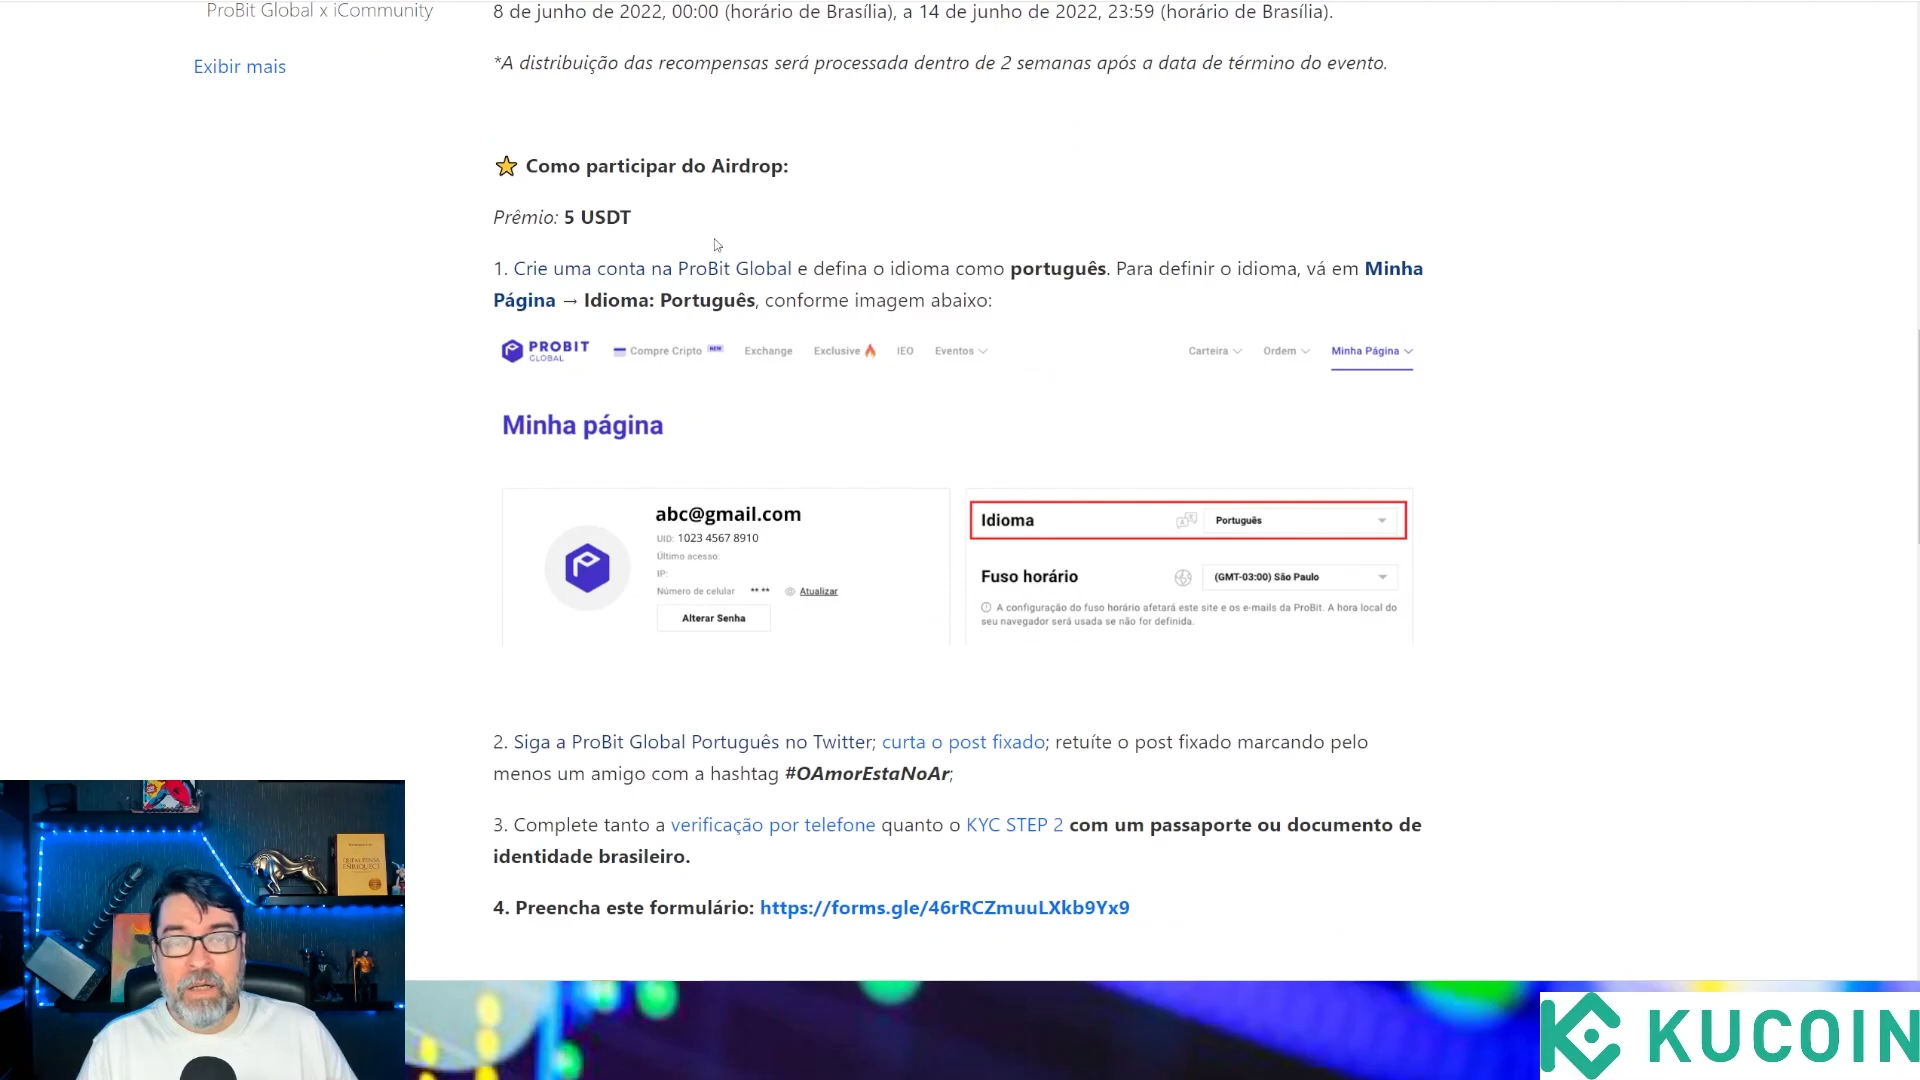 ProBit Global x iCommunity
Exibir mais
8 de junho de 2022, 00:00 (horário de Brasília), a 14 de junho de 2022, 23:59 (horário de Brasília).
*A distribuição das recompensas será processada dentro de 2 semanas após a data de término do evento.
Como participar do Airdrop:
Prêmio: 5 USDT
1. Crie uma conta na ProBit Global e defina o idioma como português. Para definir o idioma, vá em Minha
Página → Idioma: Português, conforme imagem abaixo:
PROBIT
GLOBAL
Compre Cripto NEW Exchange Exclusive IEO Eventos Carteira Ordem Minha Página
Minha página
abc@gmail.com
UID: 1023 4567 8910
Último acesso:
IP:
Número de celular ** ** Atualizar
Alterar Senha
Idioma Português
Fuso horário (GMT-03:00) São Paulo
A configuração do fuso horário afetará este site e os e-mails da ProBit. A hora local do
seu navegador será usada se não for definida.
2. Siga a ProBit Global Português no Twitter; curta o post fixado; retuíte o post fixado marcando pelo
menos um amigo com a hashtag #OAmorEstaNoAr;
3. Complete tanto a verificação por telefone quanto o KYC STEP 2 com um passaporte ou documento de
identidade brasileiro.
4. Preencha este formulário: https://forms.gle/46rRCZmuuLXkb9Yx9
QUEM PENSA
ENRIQUECE
KUCOIN